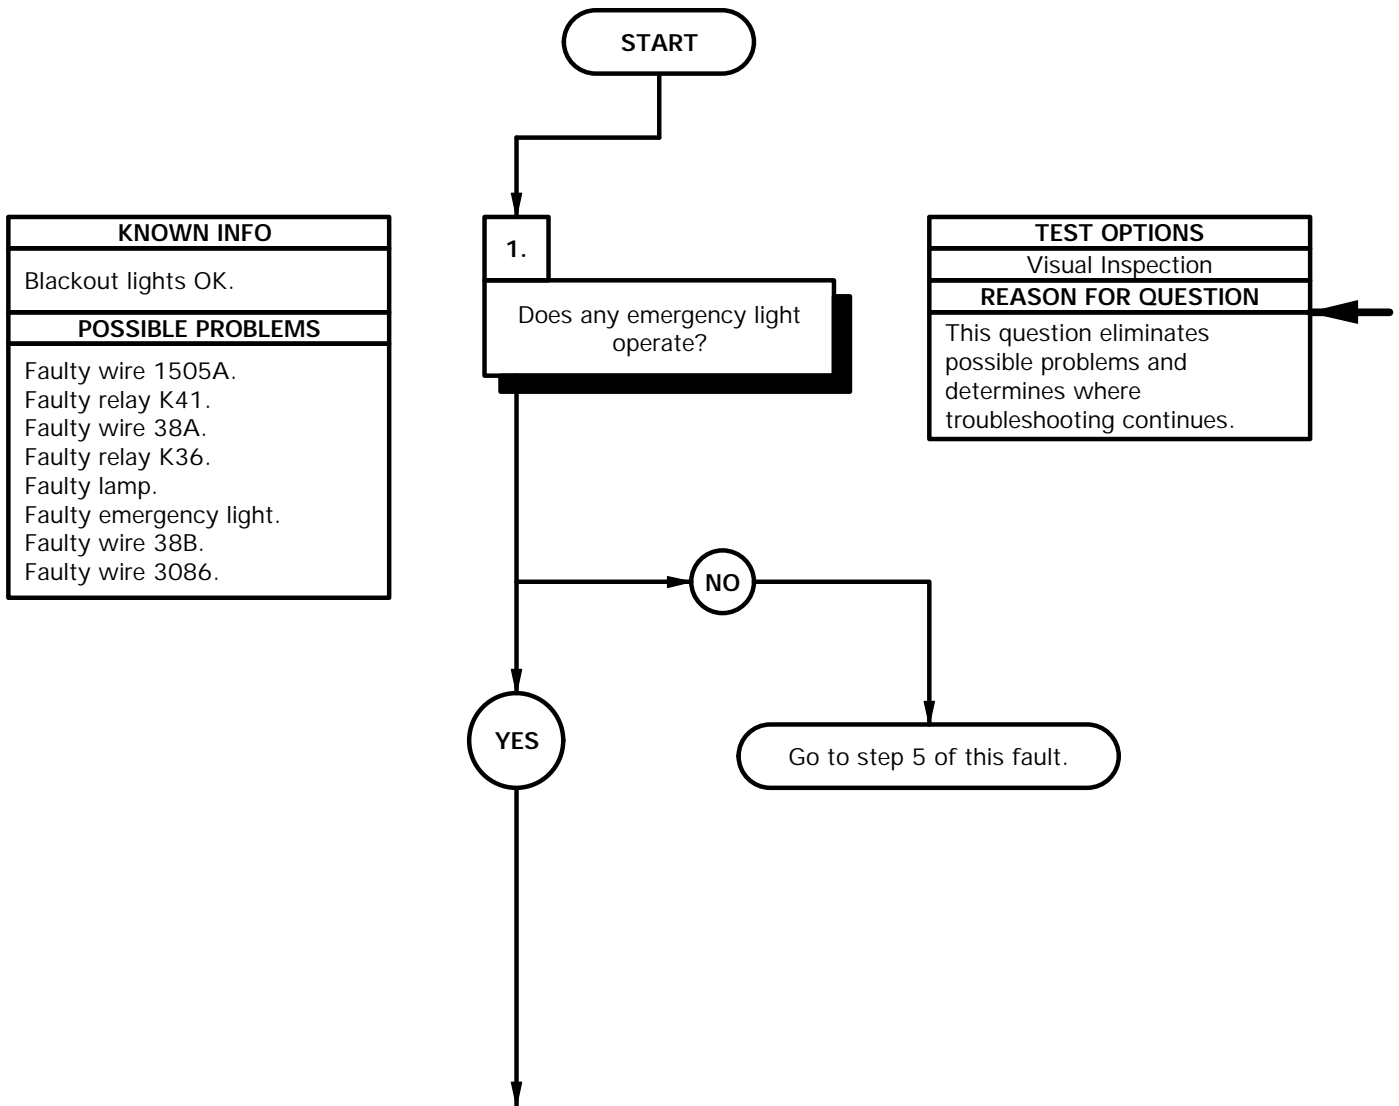 START
KNOWN INFO
Blackout lights OK.
POSSIBLE PROBLEMS
Faulty wire 1505A.
Faulty relay K41.
Faulty wire 38A.
Faulty relay K36.
Faulty lamp.
Faulty emergency light.
Faulty wire 38B.
Faulty wire 3086.
1.
Does any emergency light
operate?
TEST OPTIONS
Visual Inspection
REASON FOR QUESTION
This question eliminates
possible problems and
determines where
troubleshooting continues.
NO
YES
Go to step 5 of this fault.